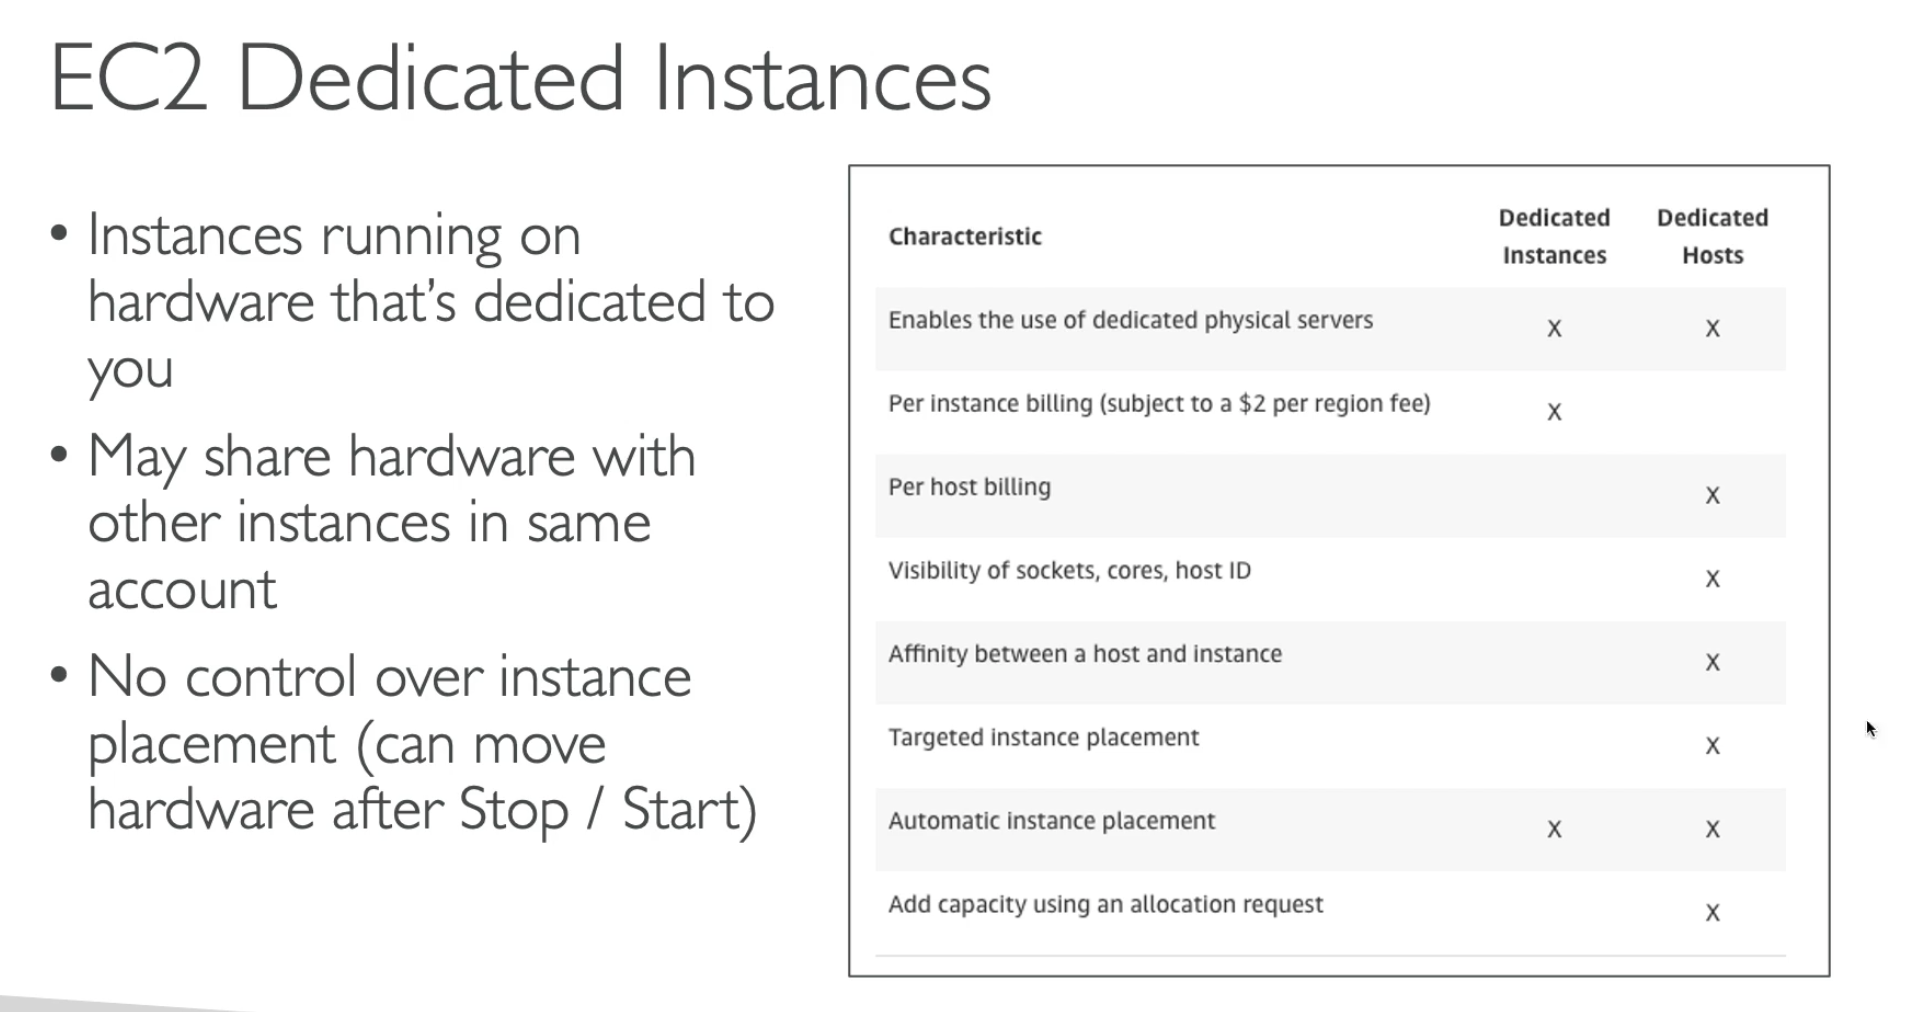 EC2 Dedicated Instances
• Instances running on
hardware that’s dedicated to
you
• May share hardware with
other instances in same
account
• No control over instance
placement (can move
hardware after Stop / Start)
Characteristic Dedicated Instances Dedicated Hosts
Enables the use of dedicated physical servers X X
Per instance billing (subject to a $2 per region fee) X
Per host billing X
Visibility of sockets, cores, host ID X
Affinity between a host and instance X
Targeted instance placement X
Automatic instance placement X X
Add capacity using an allocation request X